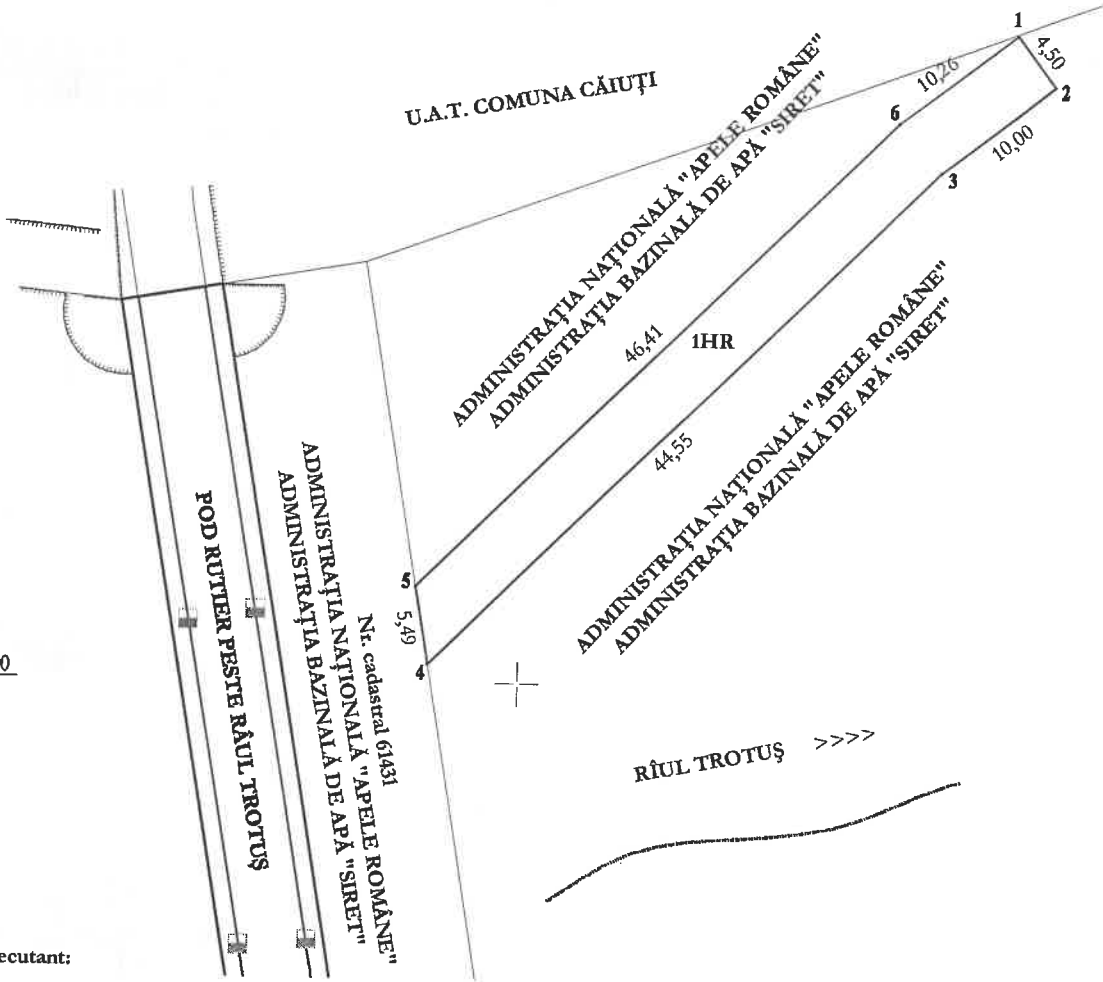 1
4,50
2
10,26
6
10,00
3
U.A.T. COMUNA CĂIUȚI
ADMINISTRAȚIA NAȚIONALĂ "APELE ROMÂNE"
ADMINISTRAȚIA BAZINALĂ DE APĂ "SIRET"
46,41
1HR
44,55
ADMINISTRAȚIA NAȚIONALĂ "APELE ROMÂNE"
ADMINISTRAȚIA BAZINALĂ DE APĂ "SIRET"
5
5,49
4
POD RUTIER PESTE RÂUL TROTUȘ
Nr. cadastral 61431
ADMINISTRAȚIA NAȚIONALĂ "APELE ROMÂNE"
ADMINISTRAȚIA BAZINALĂ DE APĂ "SIRET"
0
RÎUL TROTUȘ >>>>
ecutant: